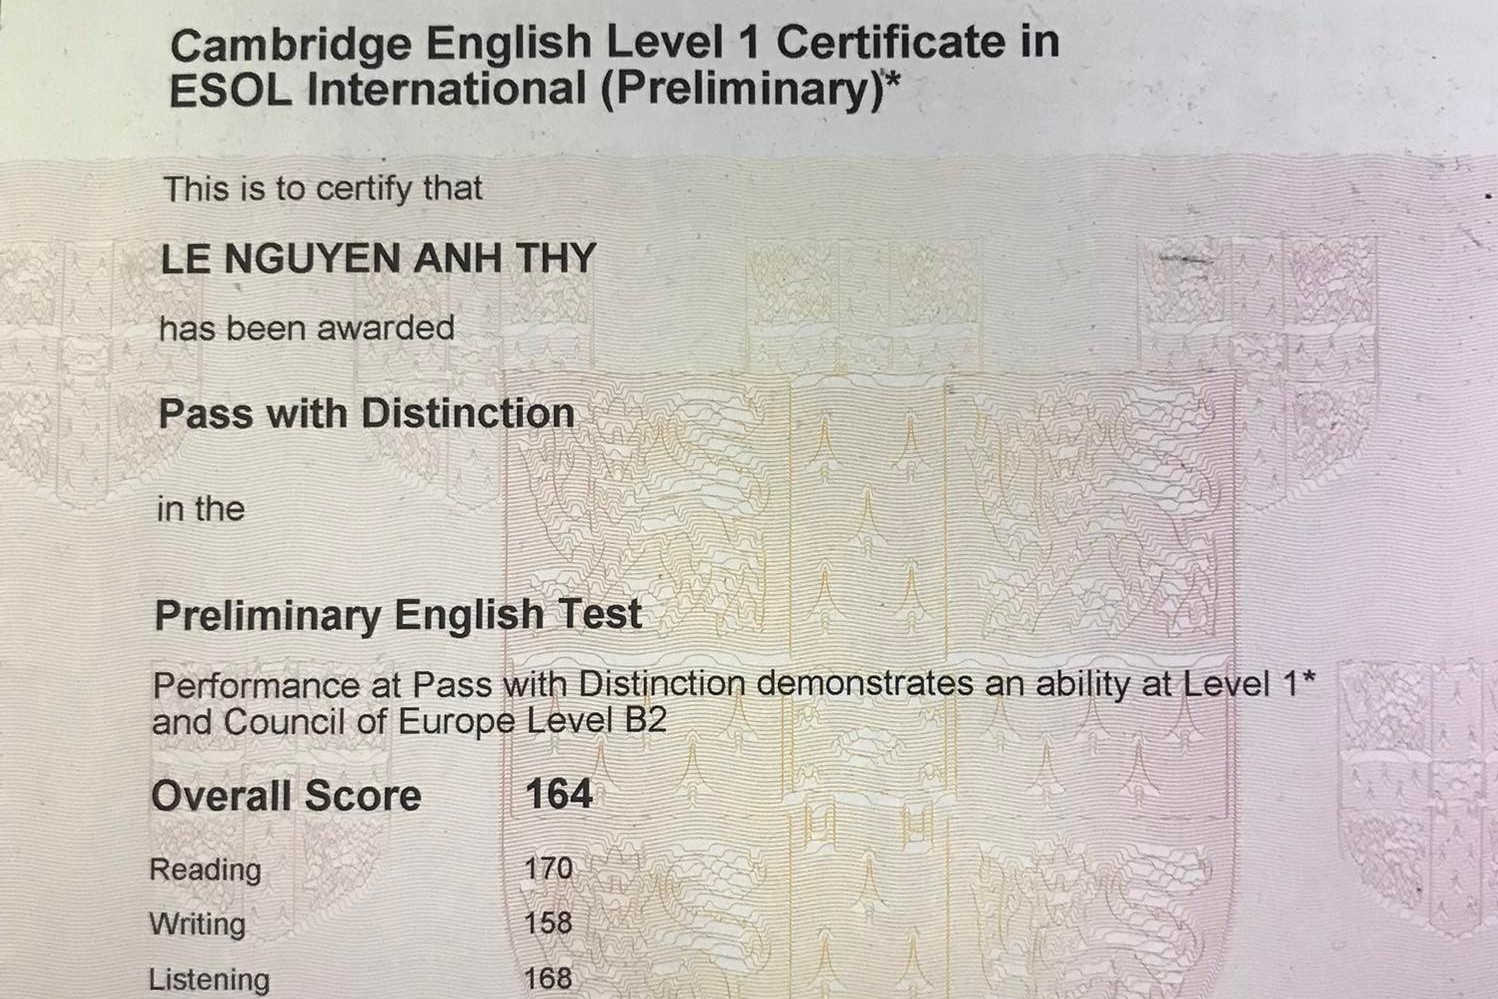 Cambridge English Level 1 Certificate in
ESOL International (Preliminary)*
This is to certify that
LE NGUYEN ANH THY
has been awarded
Pass with Distinction
in the
Preliminary English Test
Performance at Pass with Distinction demonstrates an ability at Level 1*
and Council of Europe Level B2
Overall Score 164
Reading 170
Writing 158
Listening 168